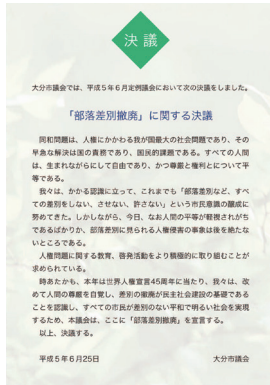 決議
大分市議会では、平成5年6月定例議会において次の決議をしました。
「部落差別撤廃」に関する決議
同和問題は、人権にかかわる我が国最大の社会問題であり、その
早急な解決は国の責務であり、国民的課題である。すべての人間
は、生まれながらにして自由であり、かつ尊厳と権利とについて平
等である。
我々は、かかる認識に立って、これまでも「部落差別など、すべ
ての差別をしない、させない、許さない」という市民意識の醸成に
努めてきた。しかしながら、今日、なお人間の平等が軽視されがち
であるばかりか、部落差別に見られる人権侵害の事象は後を絶たな
いところである。
人権問題に関する教育、啓発活動をより積極的に取り組むことが
求められている。
時あたかも、本年は世界人権宣言45周年に当たり、我々は、改
めて人間の尊厳を自覚し、差別の撤廃が民主社会建設の基礎である
ことを認識し、すべての市民が差別のない平和で明るい社会を実現
するため、本議会は、ここに「部落差別撤廃」を宣言する。
以上、決議する。
平成5年6月25日
大分市議会